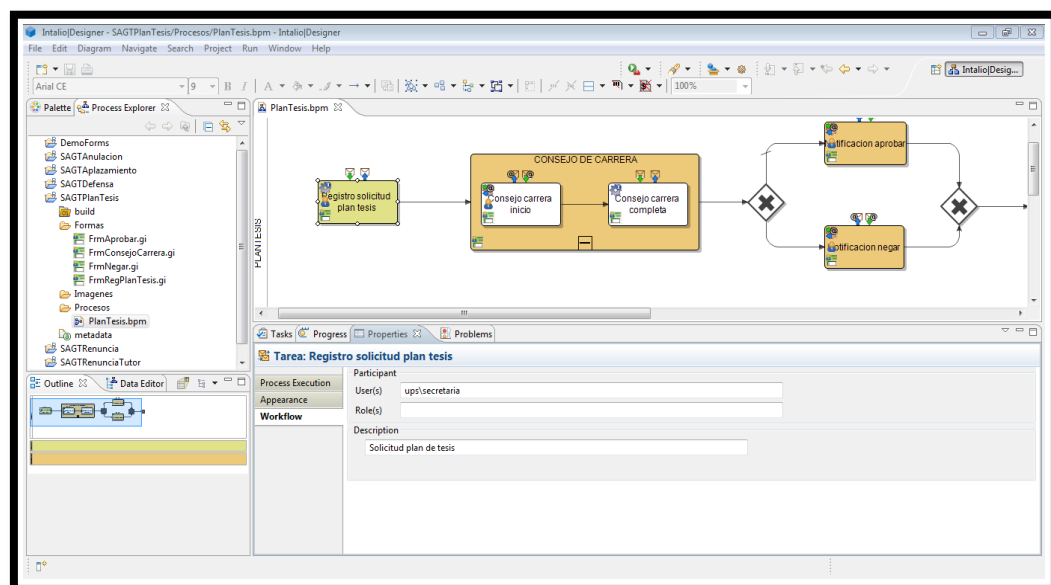 Intalio|Designer - SAGTPlanTesis/Procesos/PlanTesis.bpm - Intalio|Designer
File Edit Diagram Navigate Search Project Run Window Help
Intalio|Desig...
Arial CE 9 B I A 100%
Palette Process Explorer
PlanTesis.bpm
DemoForms
SAGTAnulacion
SAGTAplazamiento
SAGTDefensa
SAGTPlanTesis
build
Formas
FrmAprobar.gi
FrmConsejoCarrera.gi
FrmNegar.gi
FrmRegPlanTesis.gi
Imagenes
Procesos
PlanTesis.bpm
metadata
SAGTRenuncia
SAGTRenunciaTutor
PLANTESIS
Registro solicitud
plan tesis
CONSEJO DE CARRERA
Consejo carrera
inicio
Consejo carrera
completa
Notificacion aprobar
Notificacion negar
Outline Data Editor
Tasks Progress Properties Problems
Tarea: Registro solicitud plan tesis
Process Execution
Appearance
Workflow
Participant
User(s) ups\secretaria
Role(s)
Description
Solicitud plan de tesis